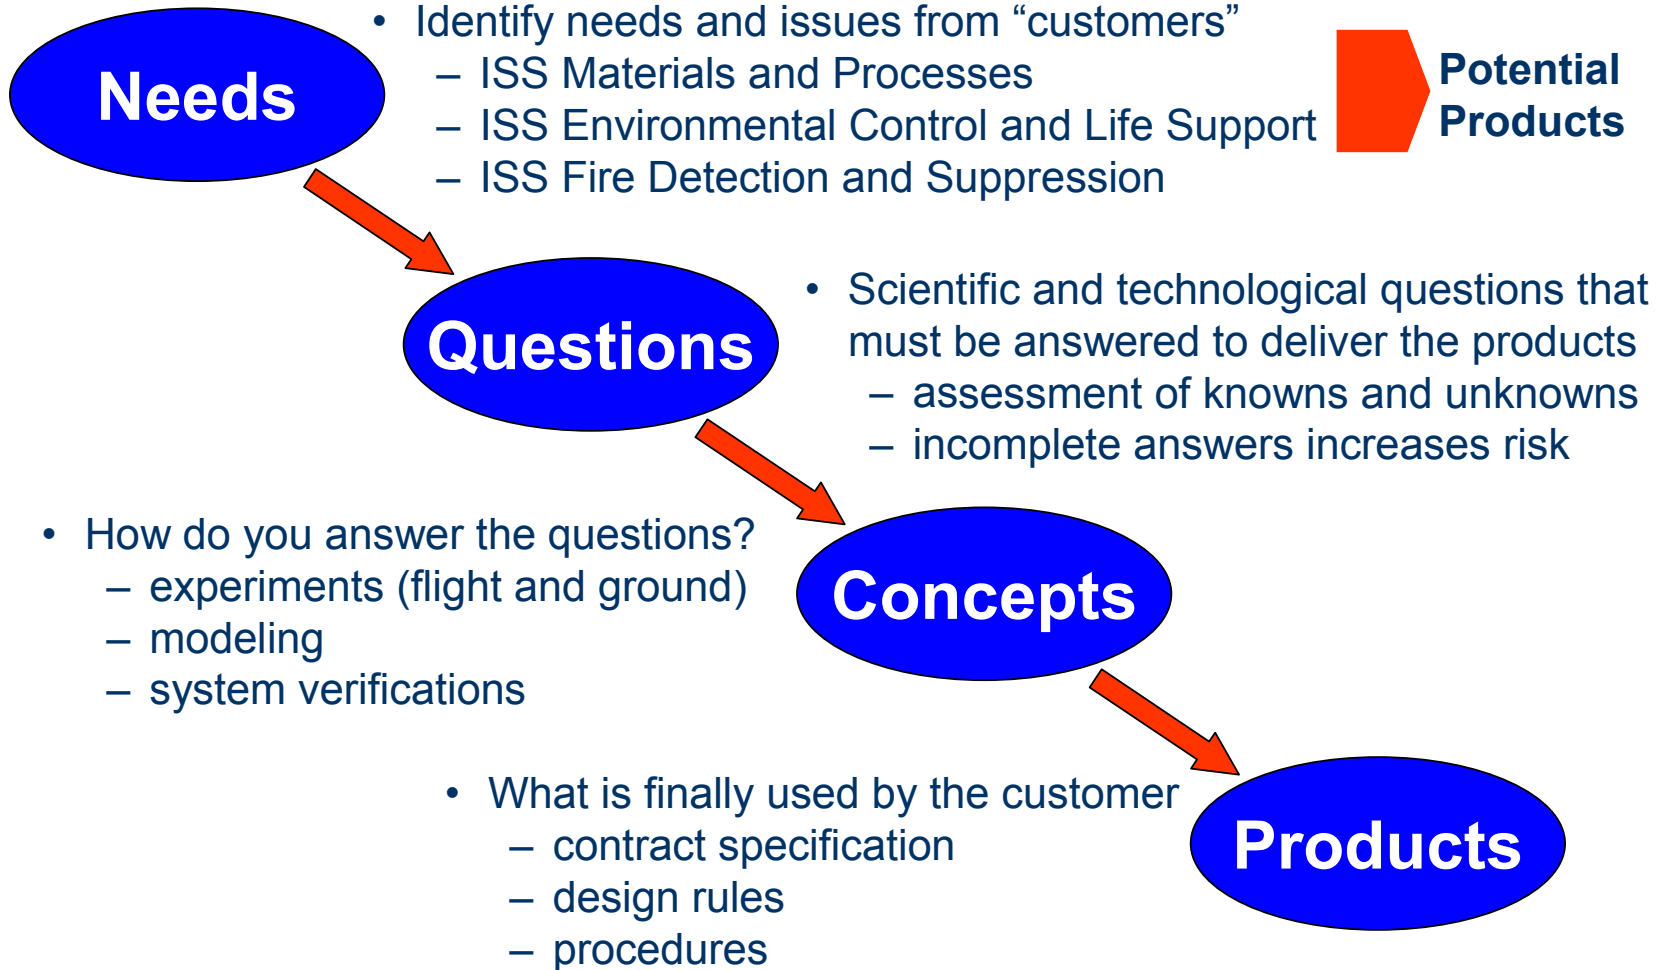 Needs
• Identify needs and issues from “customers”
– ISS Materials and Processes
– ISS Environmental Control and Life Support
– ISS Fire Detection and Suppression
Potential
Products
Questions
• Scientific and technological questions that
must be answered to deliver the products
– assessment of knowns and unknowns
– incomplete answers increases risk
• How do you answer the questions?
– experiments (flight and ground)
– modeling
– system verifications
Concepts
• What is finally used by the customer
– contract specification
– design rules
– procedures
Products